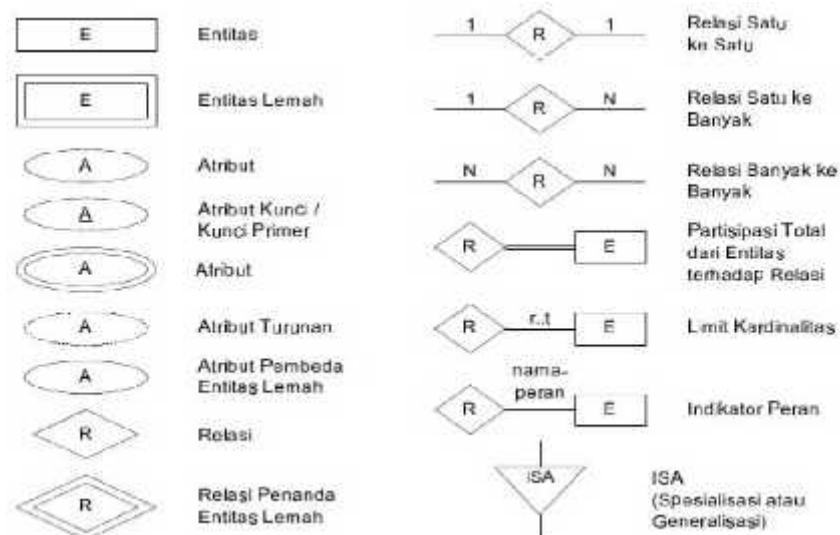 E
Entitas
E
Entitas Lemah
A
Atribut
A
Atribut Kunci /
Kunci Primer
A
Atribut
A
Atribut Turunan
A
Atribut Pembeda
Entitas Lemah
R
Relasi
R
Relasi Penanda
Entitas Lemah
1 R 1
Relasi Satu
ke Satu
1 R N
Relasi Satu ke
Banyak
N R N
Relasi Banyak ke
Banyak
R E
Partisipasi Total
dari Entitas
terhadap Relasi
R r..t E
Limit Kardinalitas
nama-
peran
R E
Indikator Peran
ISA
ISA
(Spesialisasi atau
Generalisasi)